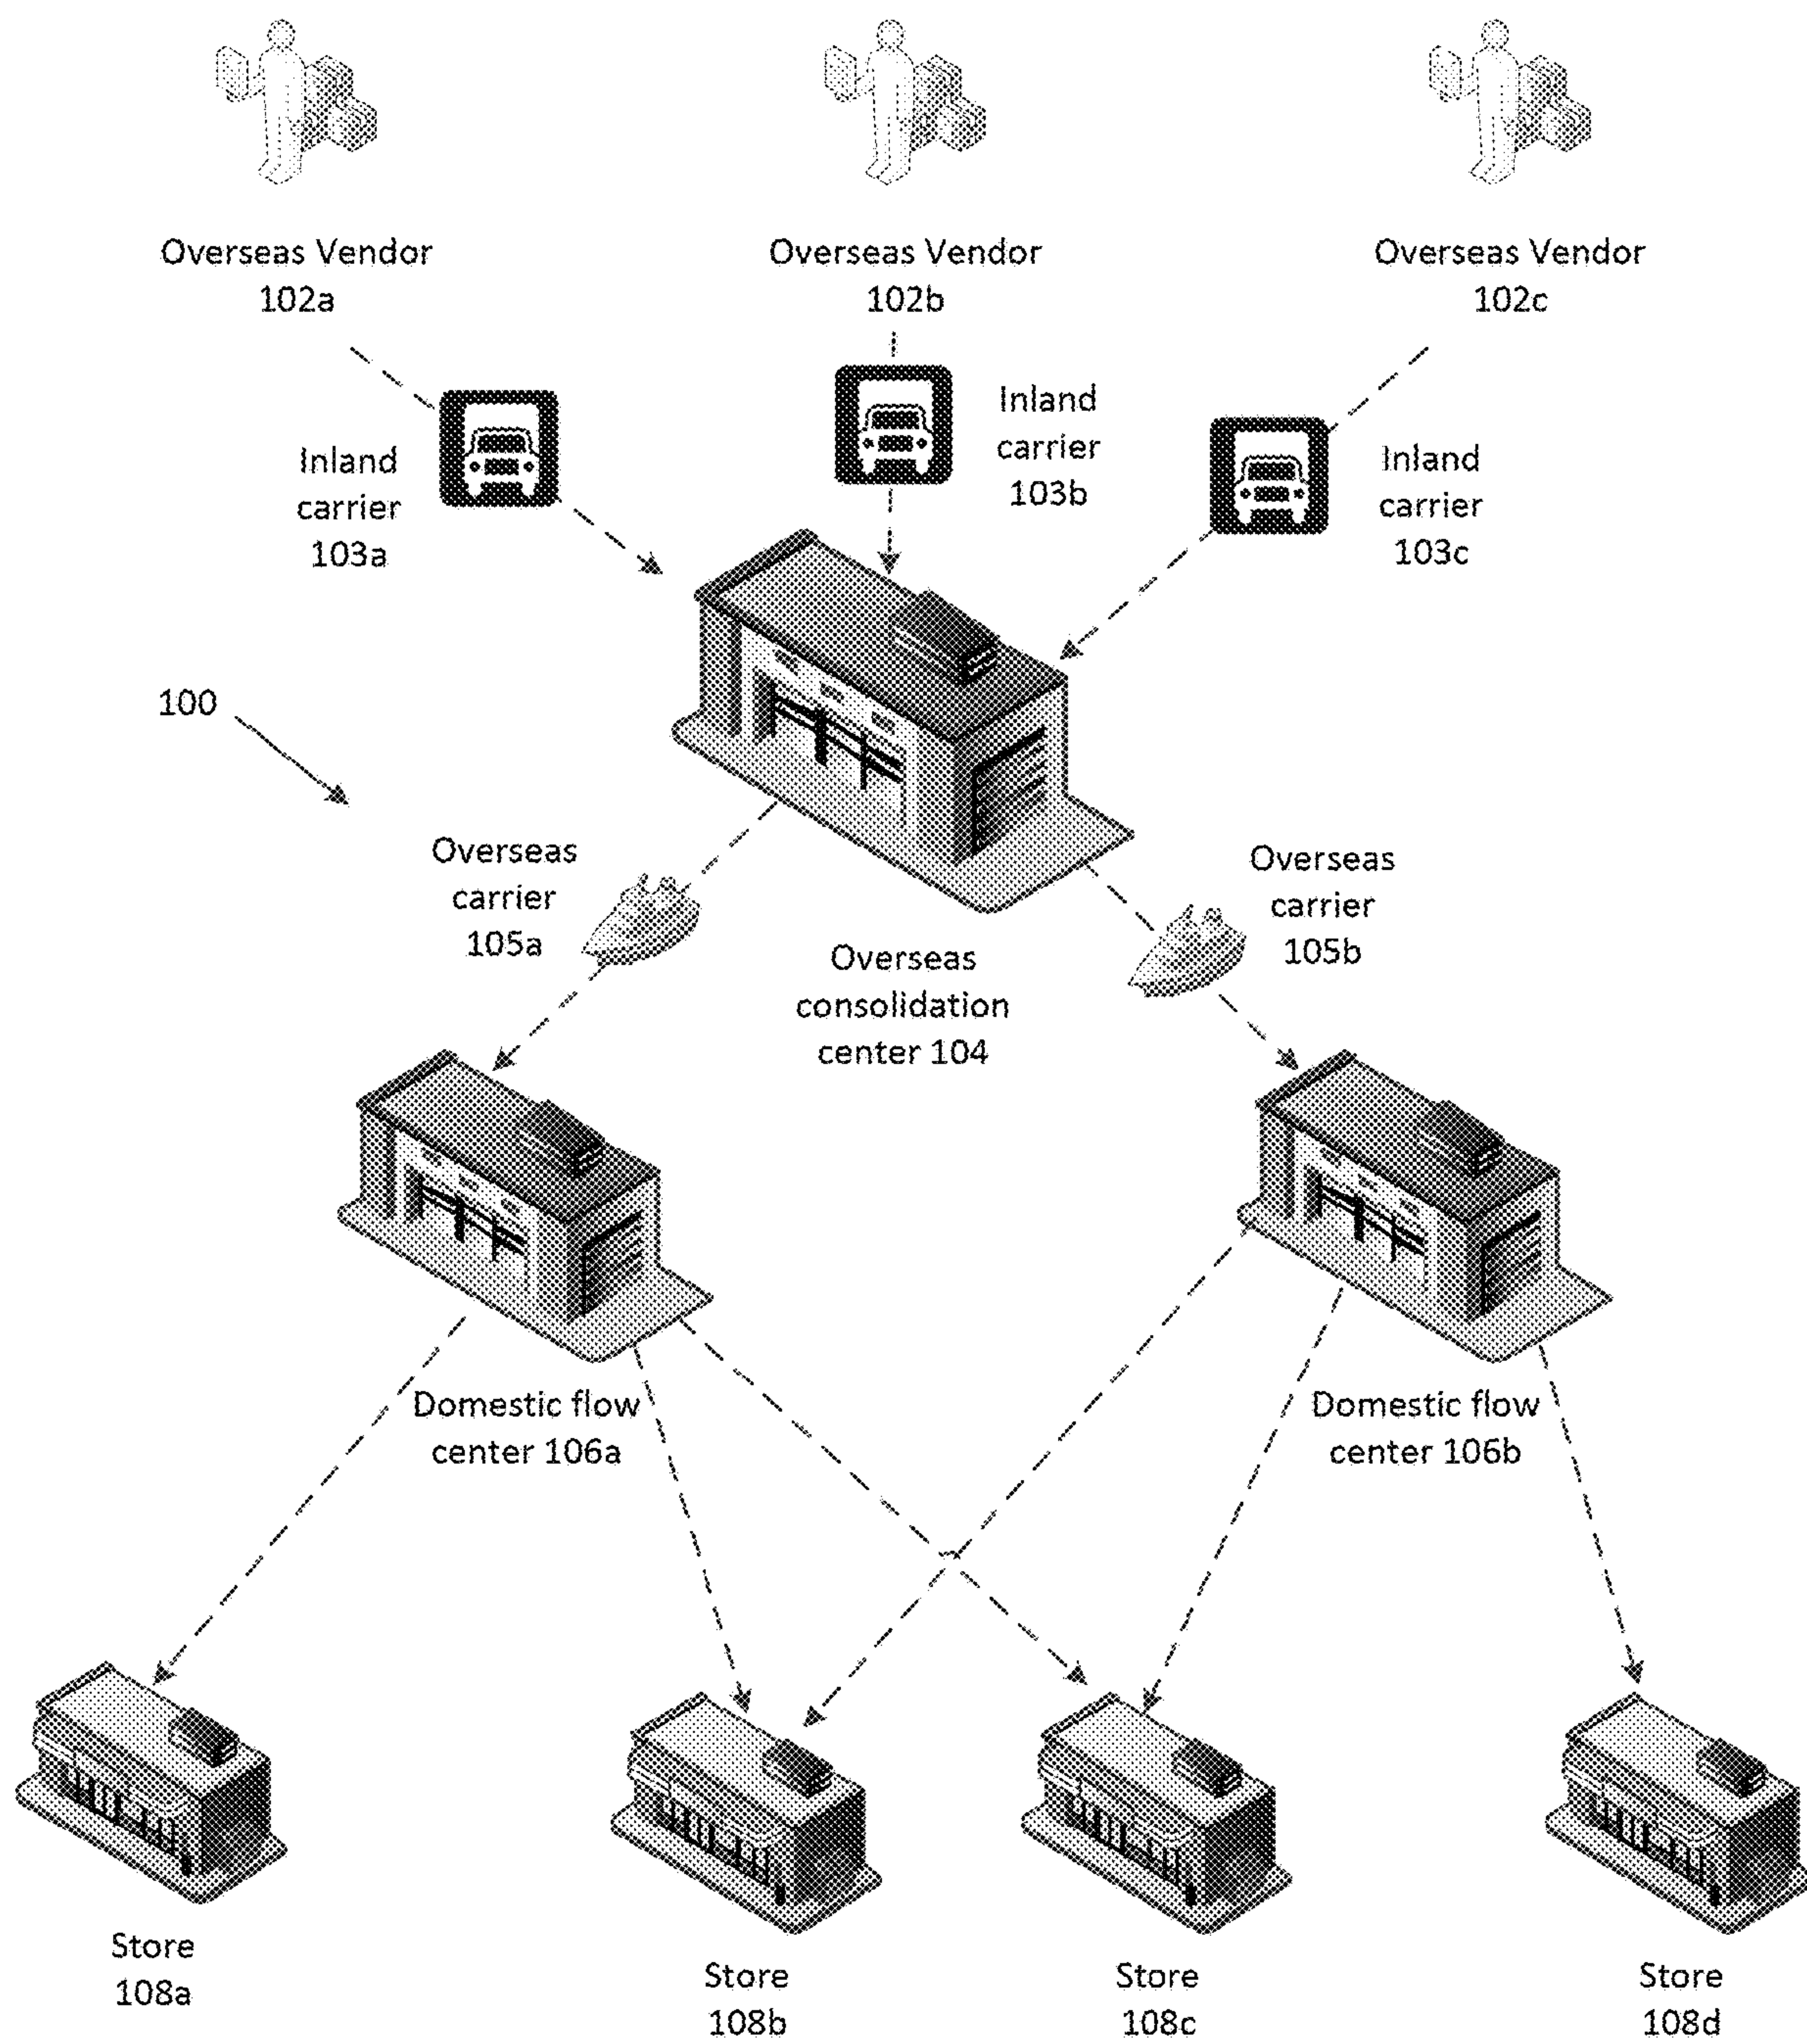 Overseas Vendor
102a
Overseas Vendor
102b
Overseas Vendor
102c
Inland
carrier
103a
Inland
carrier
103b
Inland
carrier
103c
100
Overseas
carrier
105a
Overseas
consolidation
center 104
Overseas
carrier
105b
Domestic flow
center 106a
Domestic flow
center 106b
Store
108a
Store
108b
Store
108c
Store
108d